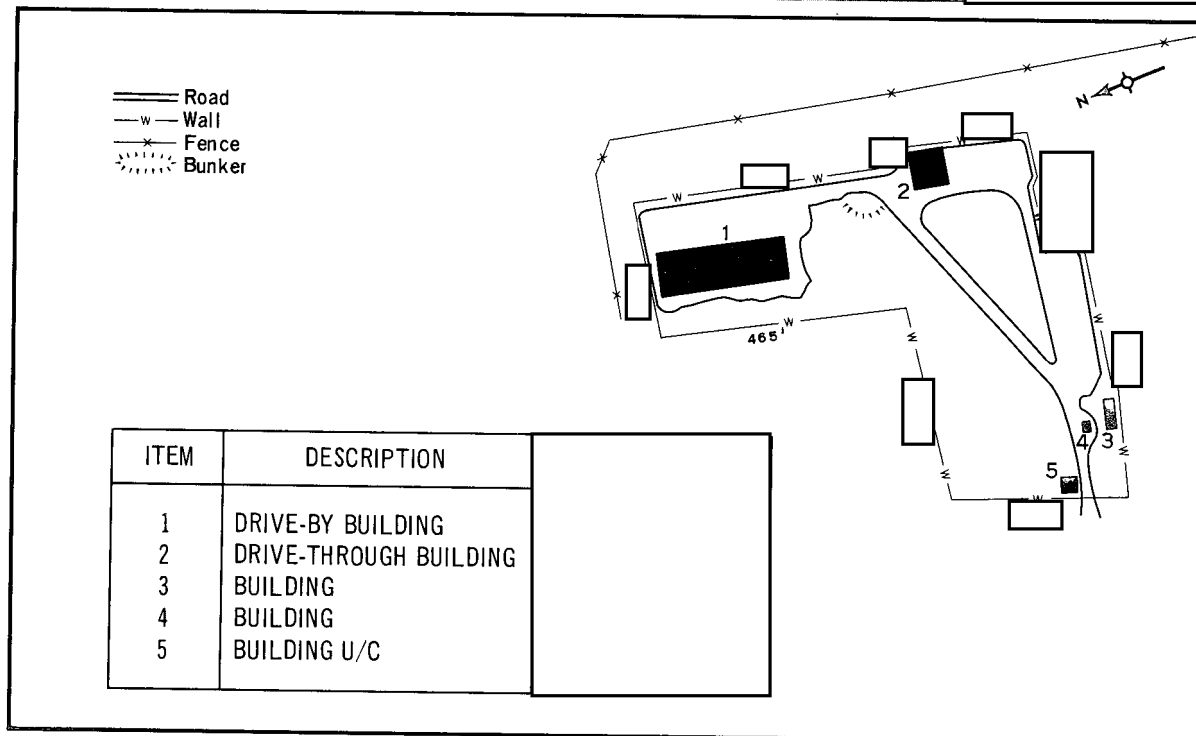 Road
W Wall
x Fence
Bunker
N
W
W
W
W
W
W
W
W
W
465'
1
2
3
4
5
ITEM DESCRIPTION
1 DRIVE-BY BUILDING
2 DRIVE-THROUGH BUILDING
3 BUILDING
4 BUILDING
5 BUILDING U/C